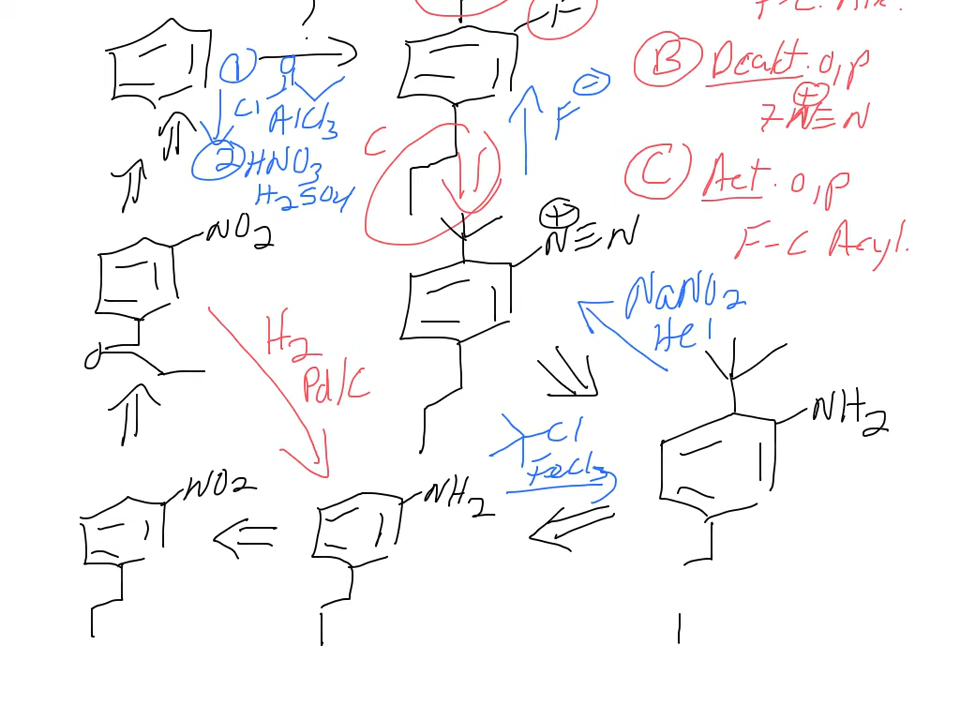 ?
F
F-C. Alk.
1
O
Cl
AlCl3
2 HNO3
H2SO4
F ⊖
B Deakt. o,p
7 N≡N
+
C
C Act. o,p
F-C Acyl.
NO2
+
N≡N
H2
Pd/C
NaNO2
HCl
O
NH2
Cl
FeCl3
NO2
NH2